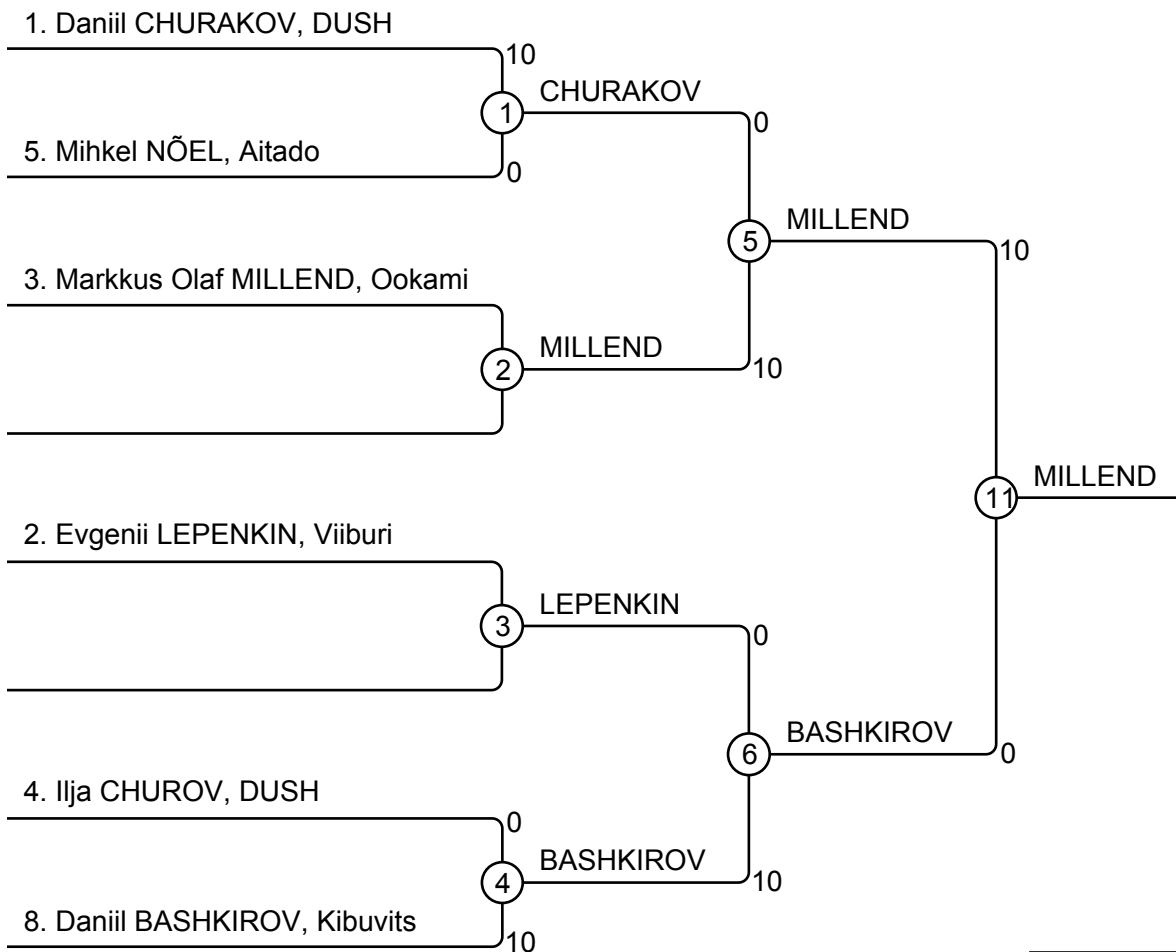 1. Daniil CHURAKOV, DUSH
10
1
CHURAKOV
0
5. Mihkel NÕEL, Aitado
0
5
MILLEND
10
3. Markkus Olaf MILLEND, Ookami
2
MILLEND
10
11
MILLEND
2. Evgenii LEPENKIN, Viiburi
3
LEPENKIN
0
6
BASHKIROV
0
4. Ilja CHUROV, DUSH
0
4
BASHKIROV
10
8. Daniil BASHKIROV, Kibuvits
10